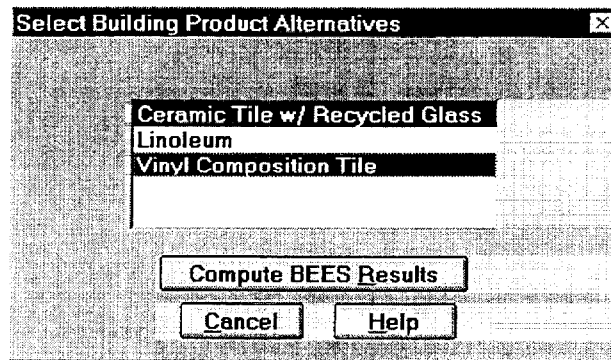 Select Building Product Alternatives
Ceramic Tile w/ Recycled Glass
Linoleum
Vinyl Composition Tile
Compute BEES Results
Cancel Help